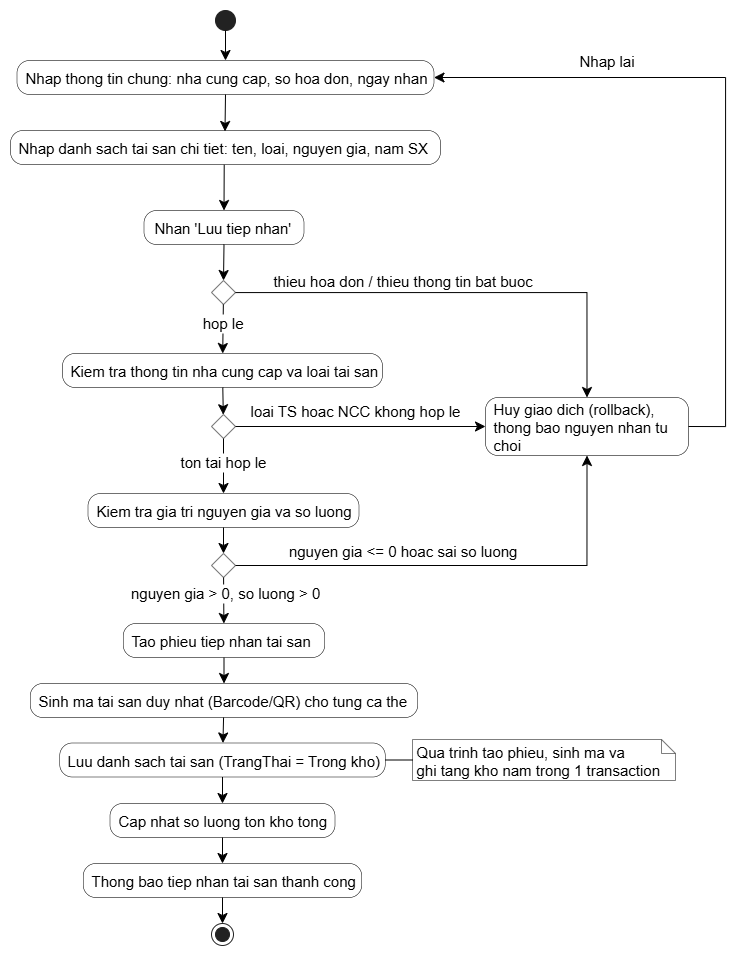 Nhap thong tin chung: nha cung cap, so hoa don, ngay nhan
Nhap lai
Nhap danh sach tai san chi tiet: ten, loai, nguyen gia, nam SX
Nhan 'Luu tiep nhan'
thieu hoa don / thieu thong tin bat buoc
hop le
Kiem tra thong tin nha cung cap va loai tai san
loai TS hoac NCC khong hop le
Huy giao dich (rollback),
thong bao nguyen nhan tu
choi
ton tai hop le
Kiem tra gia tri nguyen gia va so luong
nguyen gia <= 0 hoac sai so luong
nguyen gia > 0, so luong > 0
Tao phieu tiep nhan tai san
Sinh ma tai san duy nhat (Barcode/QR) cho tung ca the
Luu danh sach tai san (TrangThai = Trong kho)
Qua trinh tao phieu, sinh ma va
ghi tang kho nam trong 1 transaction
Cap nhat so luong ton kho tong
Thong bao tiep nhan tai san thanh cong